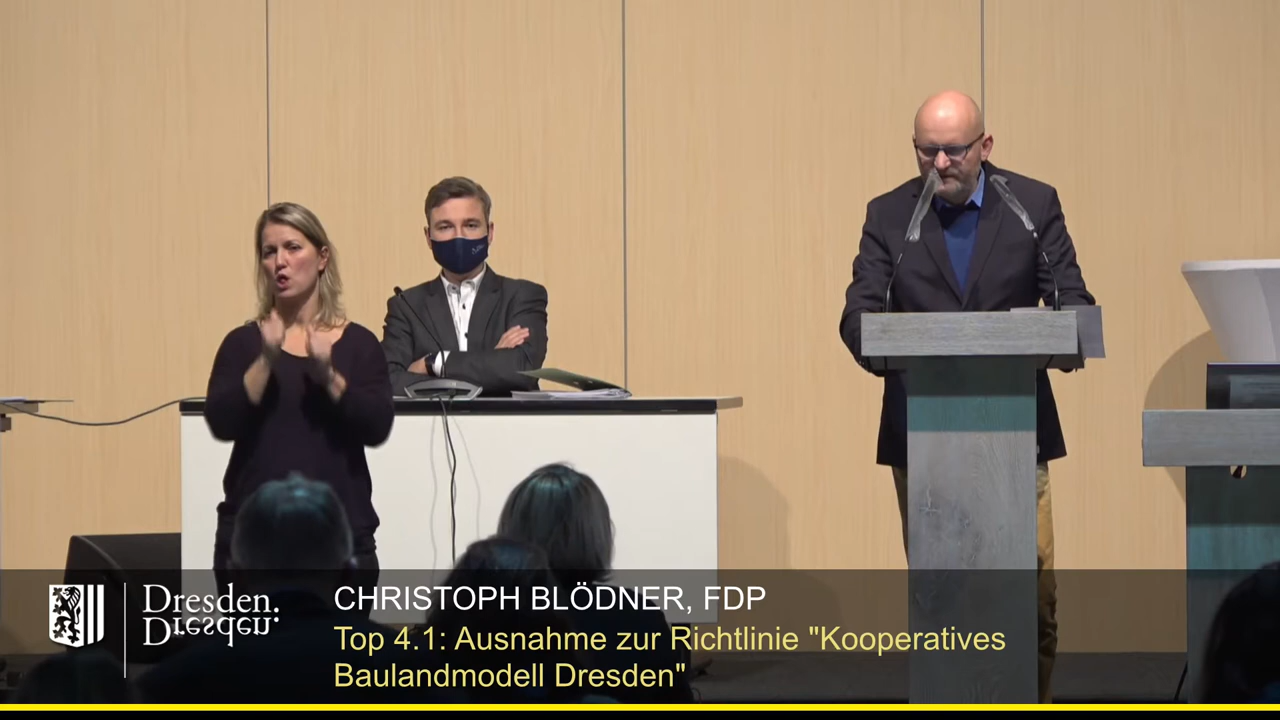 Dresden.
Dresden.
CHRISTOPH BLÖDNER, FDP
Top 4.1: Ausnahme zur Richtlinie "Kooperatives
Baulandmodell Dresden"